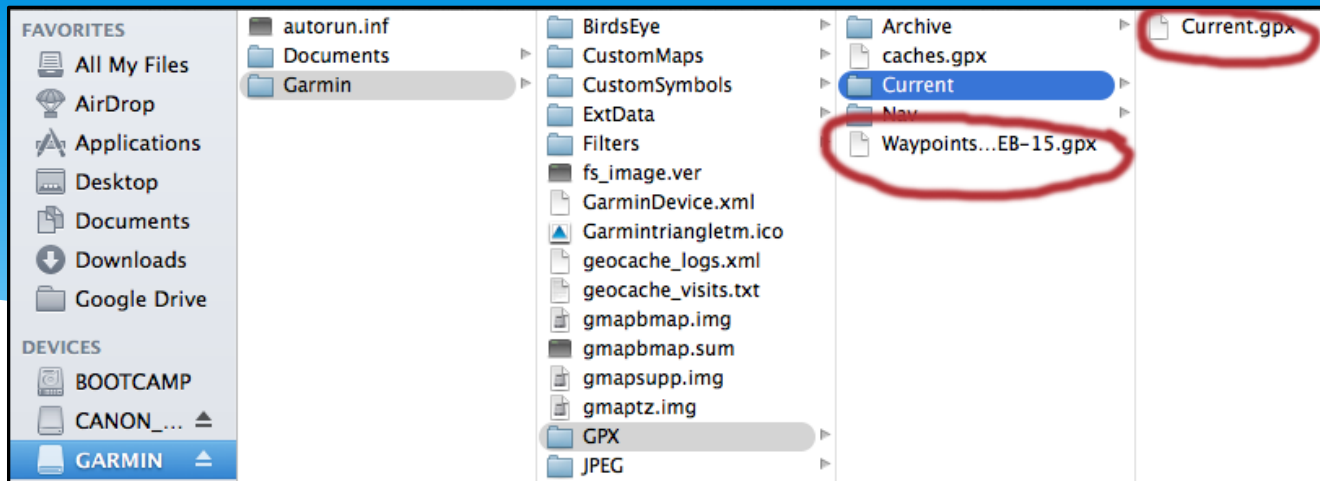 FAVORITES
All My Files
AirDrop
Applications
Desktop
Documents
Downloads
Google Drive
DEVICES
BOOTCAMP
CANON_...
GARMIN
autorun.inf
Documents
Garmin
BirdsEye
CustomMaps
CustomSymbols
ExtData
Filters
fs_image.ver
GarminDevice.xml
Garmintriangletm.ico
geocache_logs.xml
geocache_visits.txt
gmapbmap.img
gmapbmap.sum
gmapsupp.img
gmaptz.img
GPX
JPEG
Archive
caches.gpx
Current
Nav
Waypoints...EB-15.gpx
Current.gpx